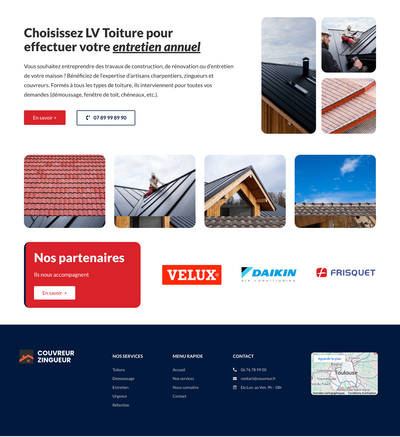 Choisissez LV Toiture pour
effectuer votre entretien annuel
Vous souhaitez entreprendre des travaux de construction, de rénovation ou d'entretien
de votre maison ? Bénéficiez de l'expertise d'artisans charpentiers, zingueurs et
couvreurs. Formés à tous les types de toiture, ils interviennent pour toutes vos
demandes (démoussage, fenêtre de toit, chéneaux, etc.).
En savoir +
07 89 99 89 90
Nos partenaires
Ils nous accompagnent
En savoir +
VELUX
DAIKIN
AIR CONDITIONING
FRISQUET
COUVREUR
ZINGUEUR
NOS SERVICES
Toiture
Demoussage
Entretien
Urgence
Réfection
MENU RAPIDE
Accueil
Nos services
Nous connaitre
Contact
CONTACT
06 76 78 99 00
contact@couvreur.fr
Du Lun. au Ven. 9h - 18h
Agrandir le plan
Toulouse